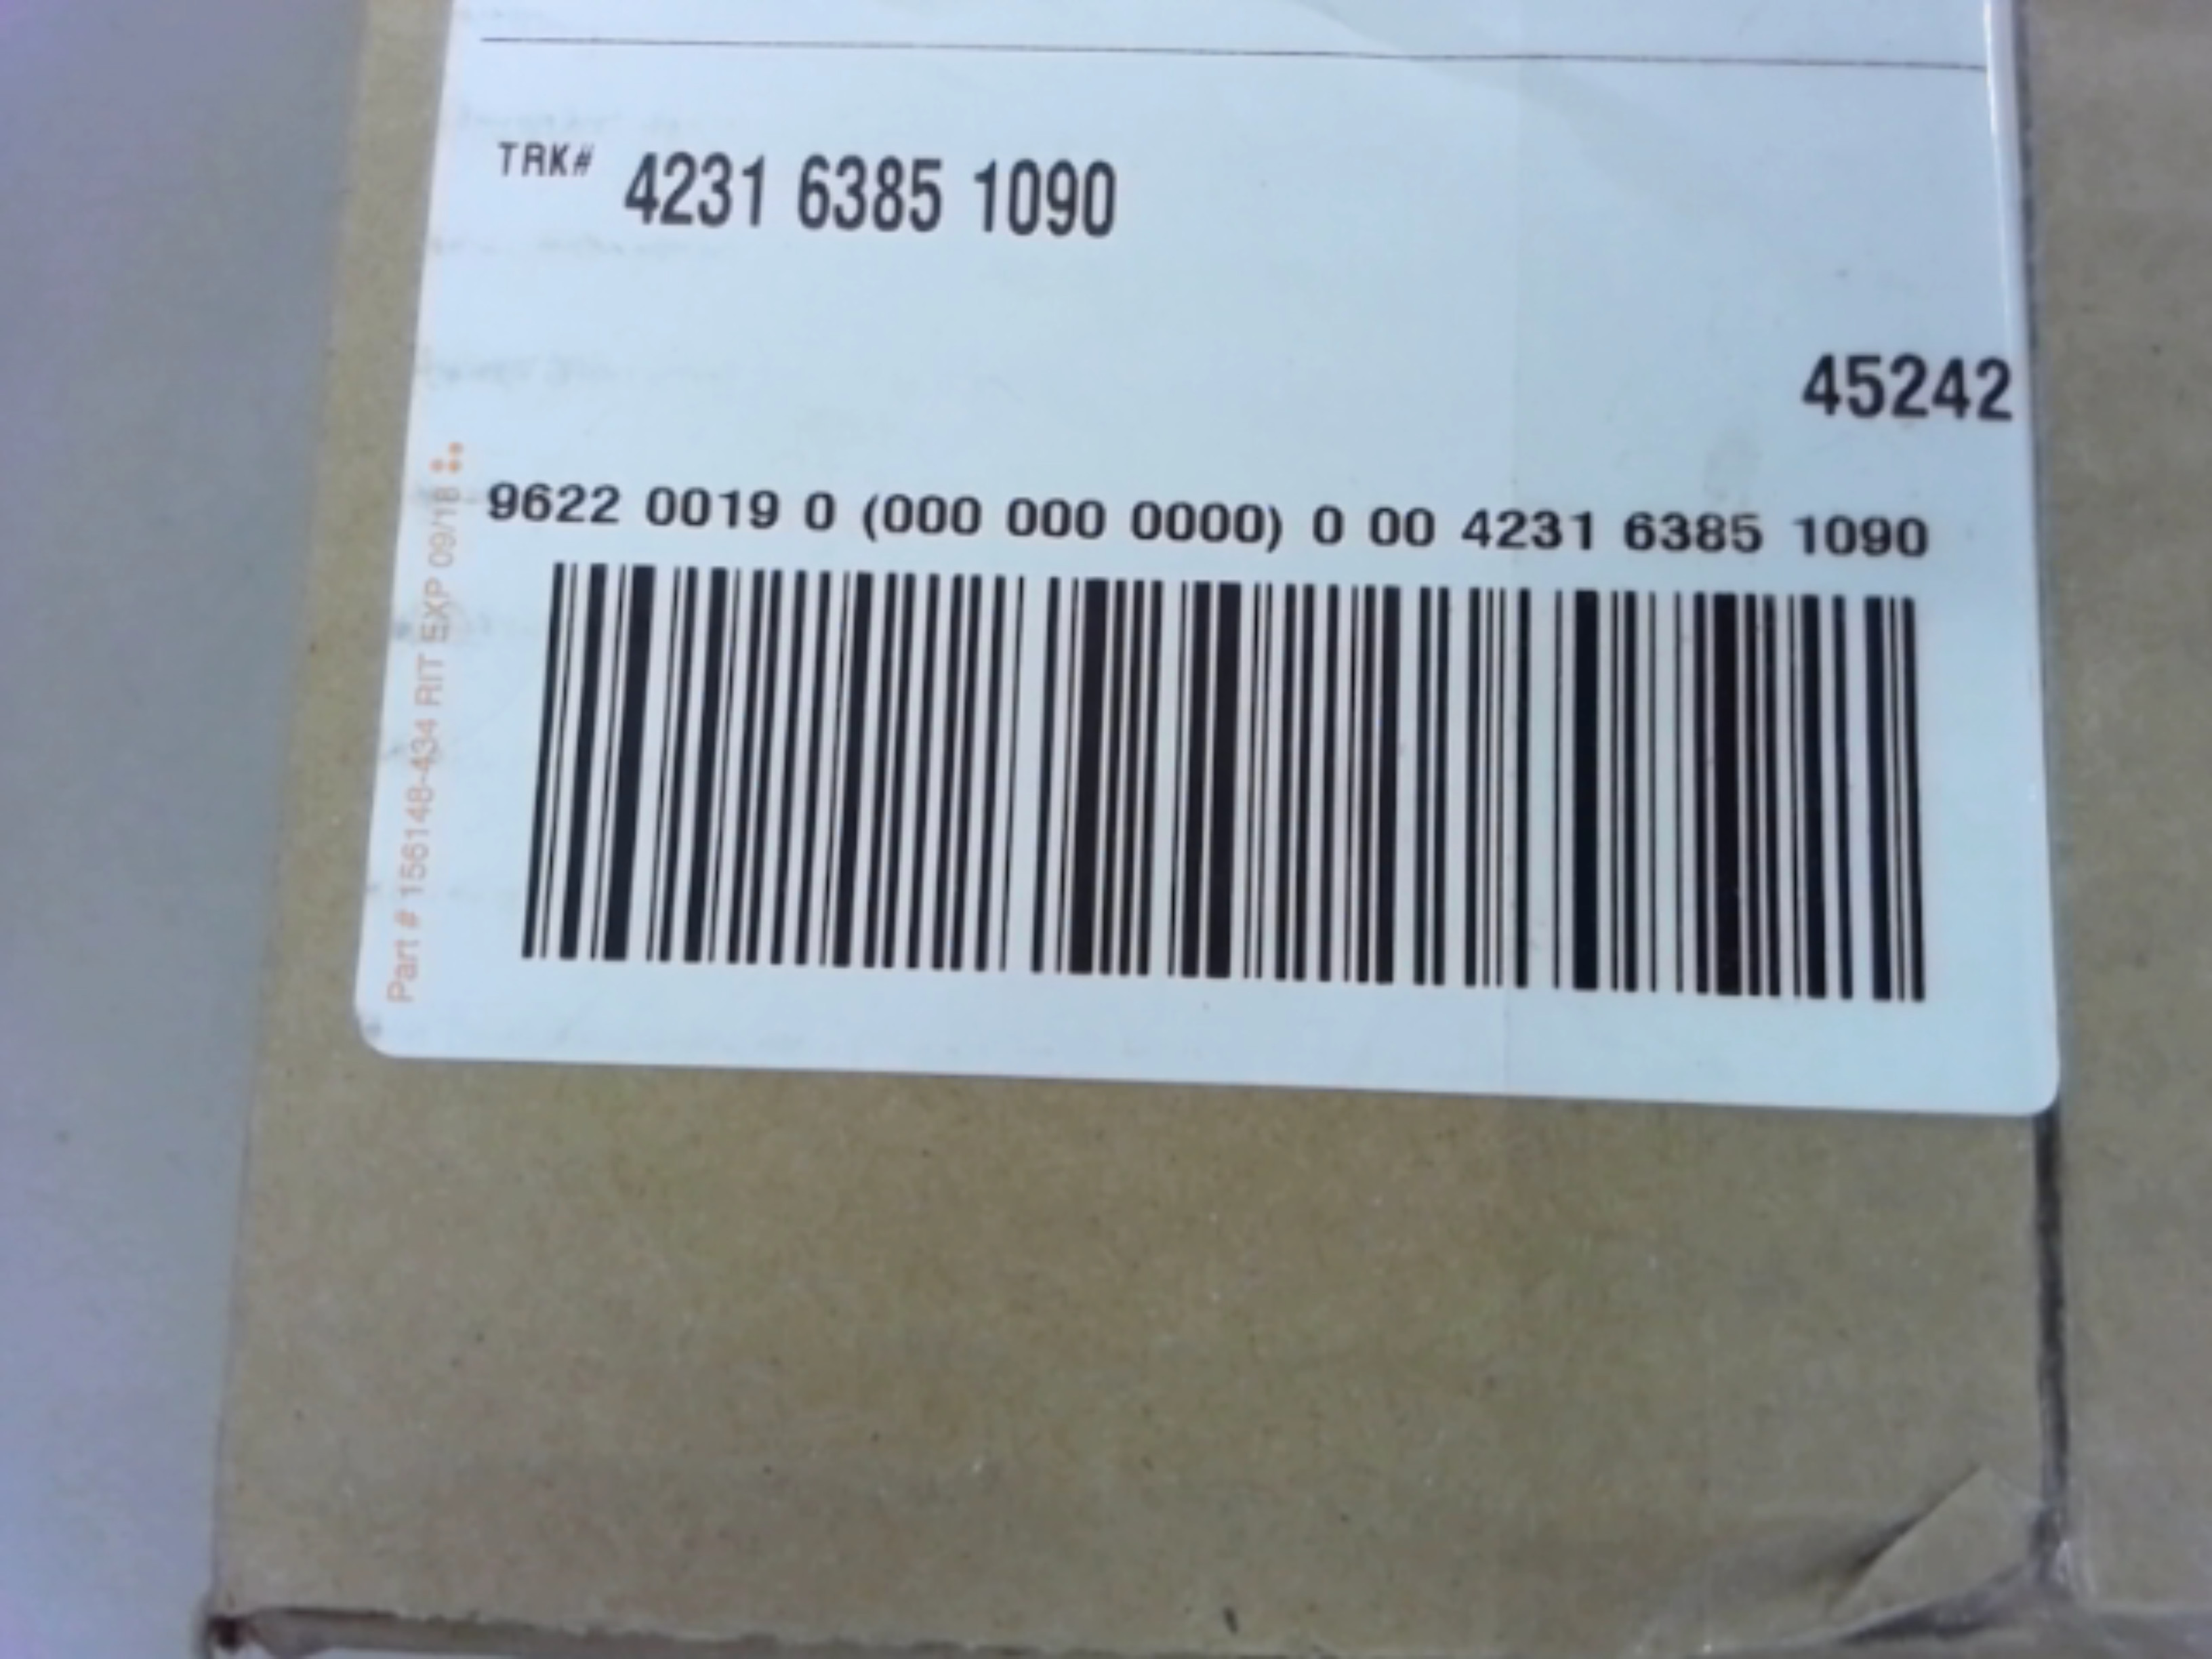 TRK# 4231 6385 1090
45242
9622 0019 0 (000 000 0000) 0 00 4231 6385 1090
Part # 156148-434 RIT EXP 09/18